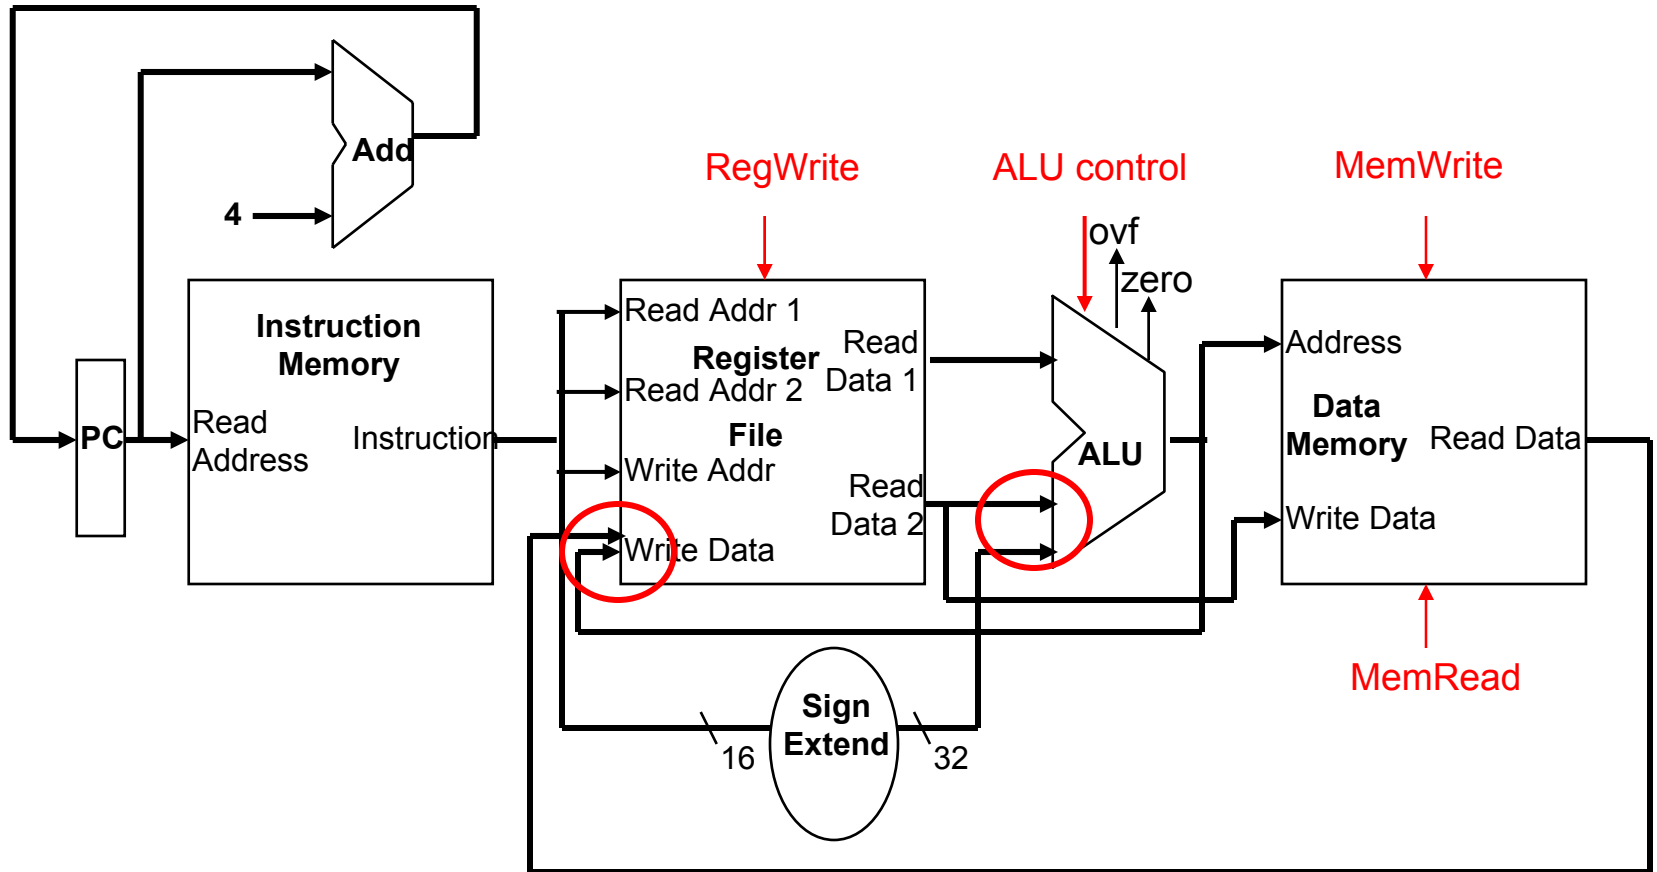 Add
4
RegWrite
ALU control
MemWrite
ovf
zero
Instruction
Memory
Read
Address
Instruction
PC
Read Addr 1
Register
Read Addr 2
File
Write Addr
Write Data
Read
Data 1
Read
Data 2
ALU
Address
Data
Memory
Read Data
Write Data
MemRead
Sign
Extend
16
32